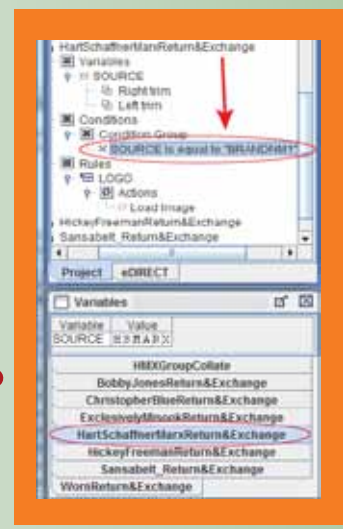 HartSchaffnerMarxReturn&Exchange
Variables
SOURCE
Right trim
Left trim
Conditions
Condition Group
SOURCE is equal to "BRANDNM1"
Rules
LOGO
Actions
Load Image
HickeyFreemanReturn&Exchange
Sansabelt_Return&Exchange
Project eDIRECT
Variables
Variable Value
SOURCE HSMARX
HMXGroupCollate
BobbyJonesReturn&Exchange
ChristopherBlueReturn&Exchange
ExclusivelyMisookReturn&Exchange
HartSchaffnerMarxReturn&Exchange
HickeyFreemanReturn&Exchange
Sansabelt_Return&Exchange
WornReturn&Exchange